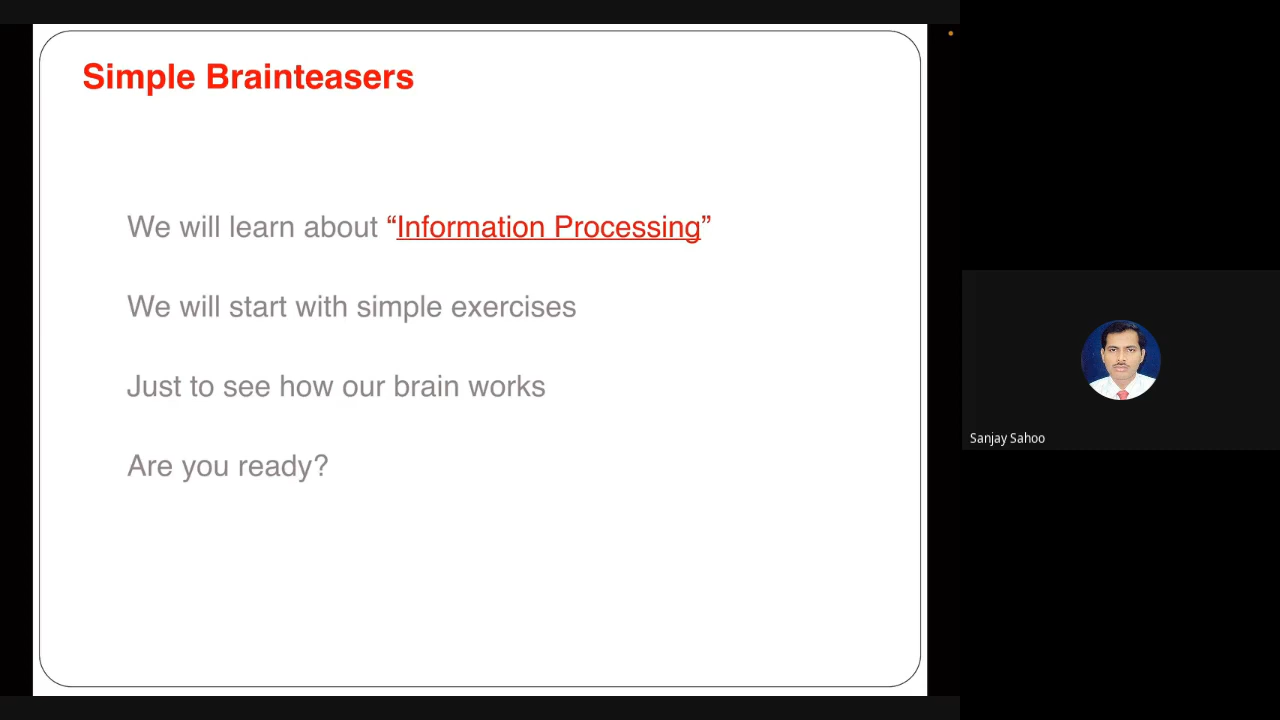 Simple Brainteasers
We will learn about “Information Processing”
We will start with simple exercises
Just to see how our brain works
Are you ready?
Sanjay Sahoo